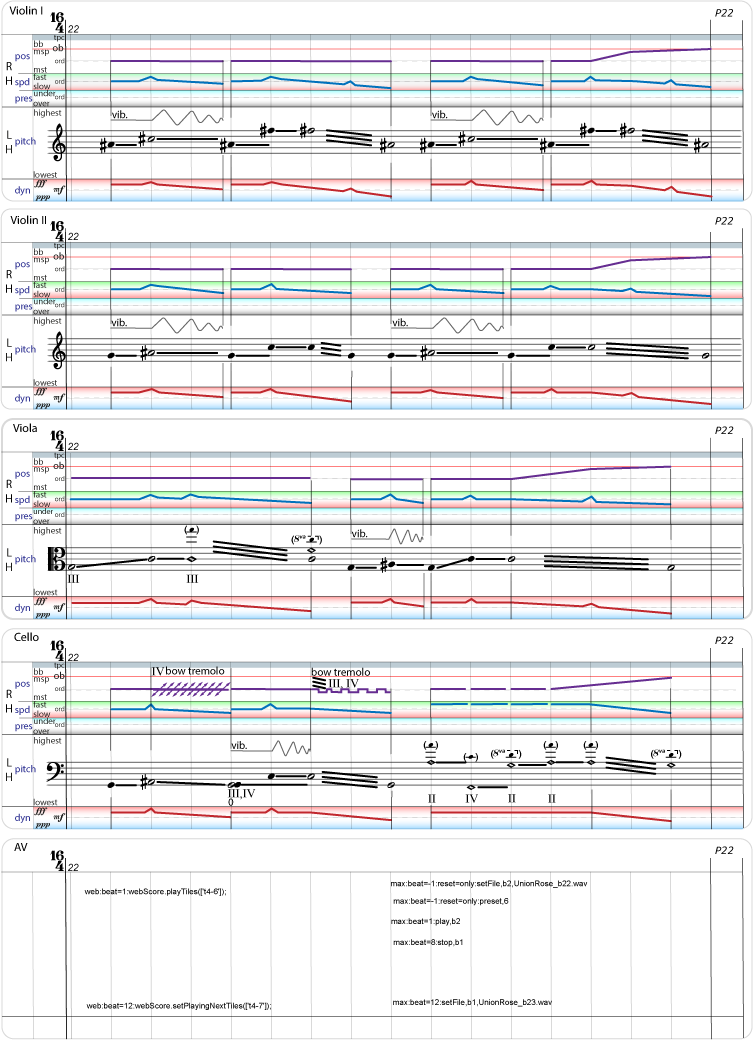 Violin I
16
4
22
P22
tpc
bb
ob
msp
pos
ord
R
mst
H
fast
spd
slow
under
pres
ord
over
highest
vib.
vib.
L
pitch
H
lowest
fff
dyn
mf
ppp
Violin II
16
4
22
P22
tpc
bb
ob
msp
pos
ord
R
mst
H
fast
spd
slow
under
pres
ord
over
highest
vib.
vib.
L
pitch
H
lowest
fff
dyn
mf
ppp
Viola
16
4
22
P22
tpc
bb
ob
msp
pos
ord
R
mst
H
fast
spd
slow
under
pres
ord
over
highest
(8va)
vib.
L
pitch
H
III
III
lowest
fff
dyn
mf
ppp
Cello
16
4
22
P22
tpc
bb
ob
msp
IV bow tremolo
bow tremolo
III, IV
pos
ord
R
mst
H
fast
spd
slow
under
pres
ord
over
highest
vib.
(8va)
(8va)
L
pitch
H
III,IV
0
II
IV
II
II
lowest
fff
dyn
mf
ppp
AV
16
4
22
P22
max:beat=-1:reset=only:setFile,b2,UnionRose_b22.wav
web:beat=1:webScore.playTiles(['t4-6']);
max:beat=-1:reset=only:preset,6
max:beat=1:play,b2
max:beat=8:stop,b1
max:beat=12:setFile,b1,UnionRose_b23.wav
web:beat=12:webScore.setPlayingNextTiles(['t4-7']);